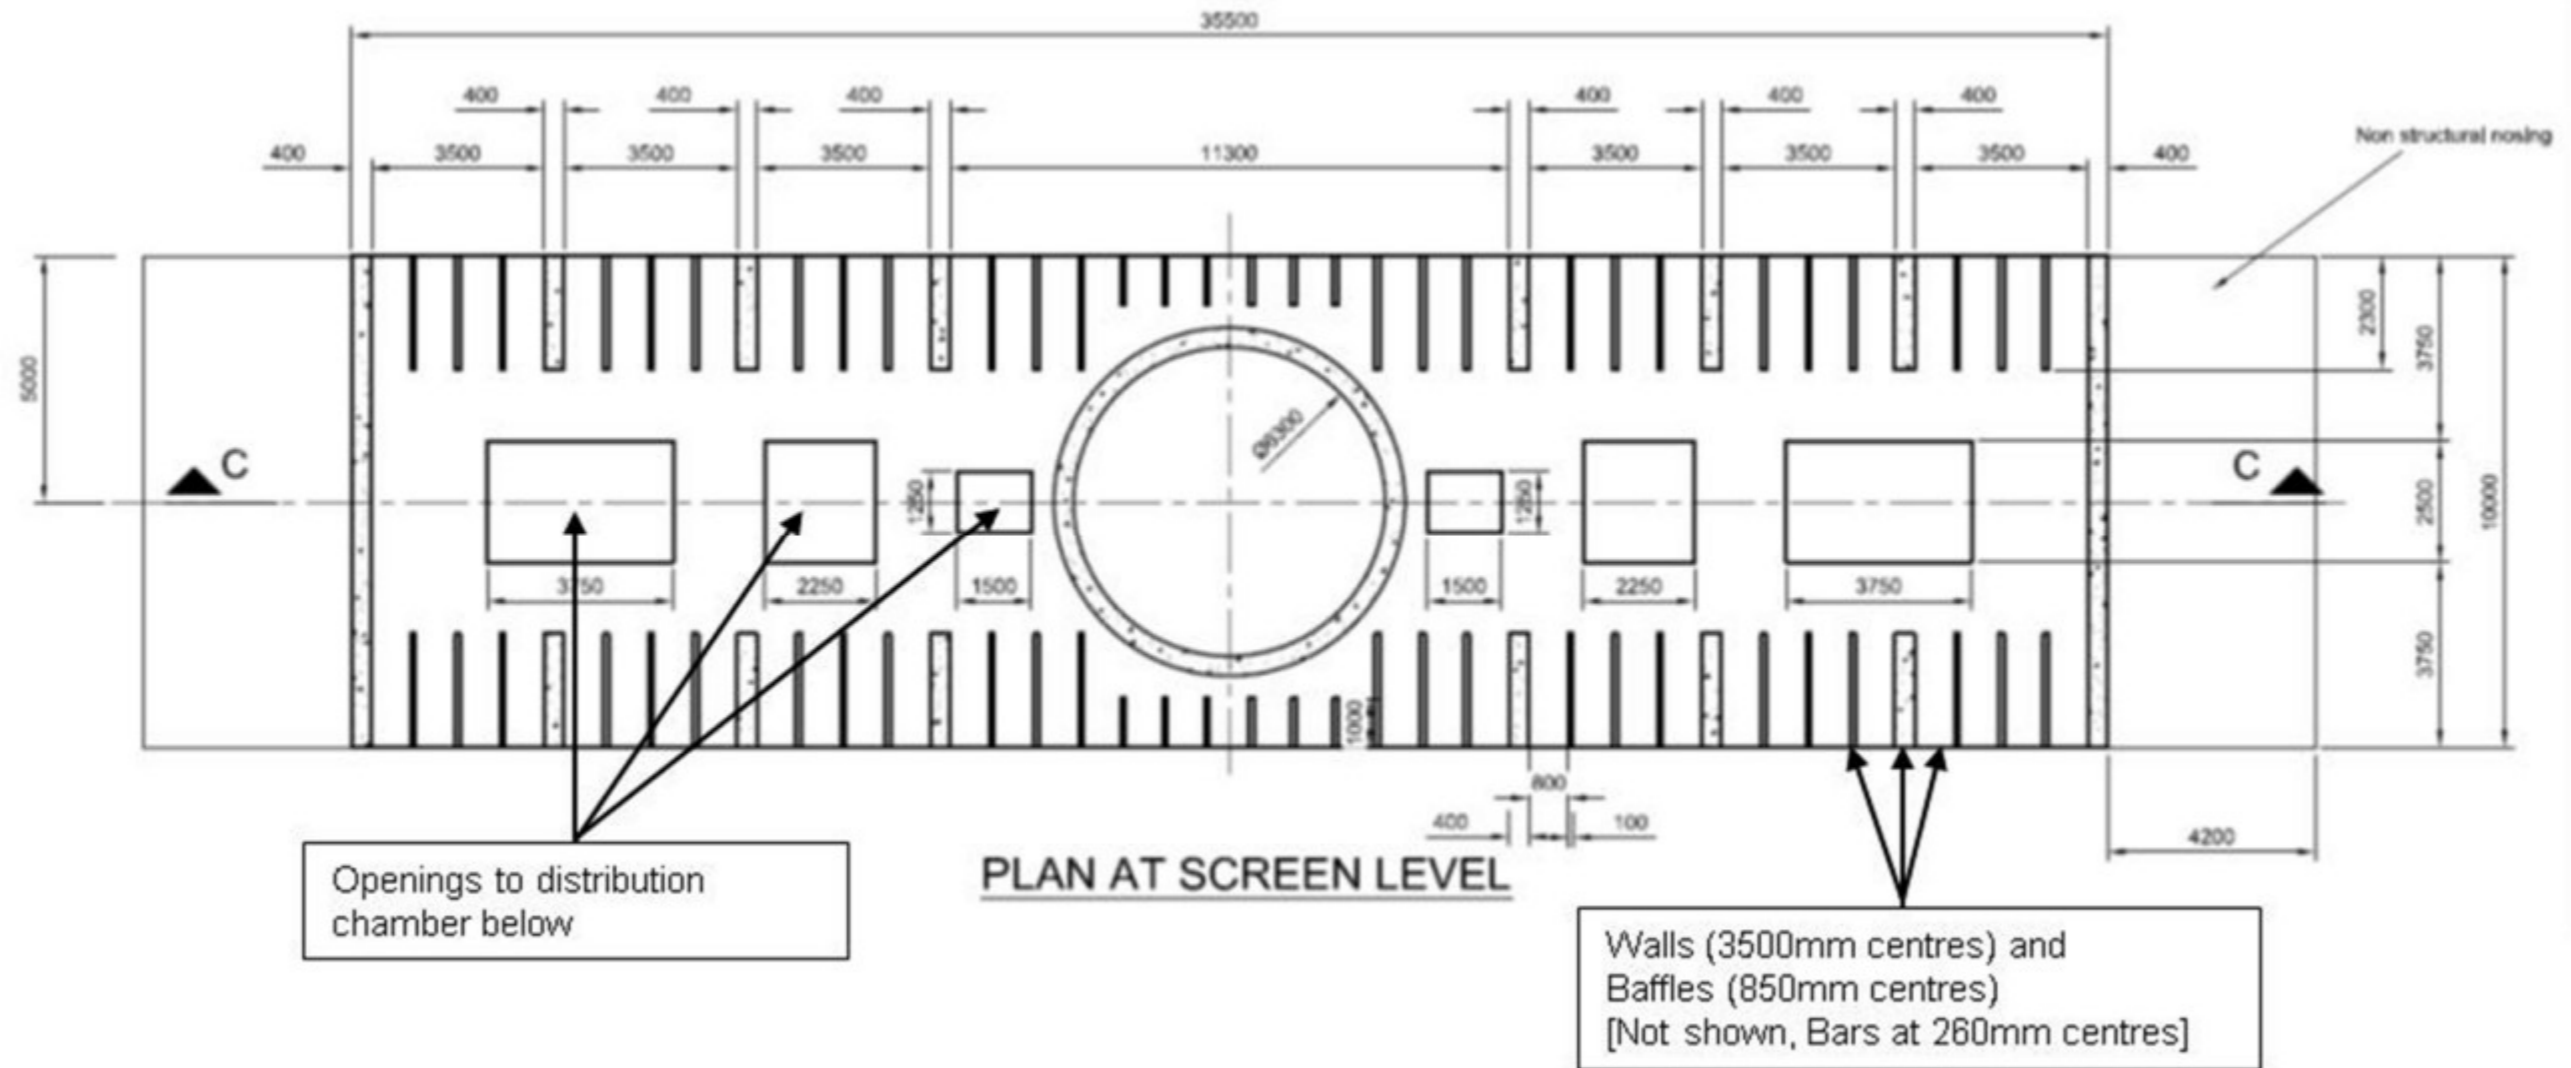 35500
400 400 400 400 400 400
400 3500 3500 3500 11300 3500 3500 3500 400
Non structural nosing
5000
2300
3750
C
C
Ø6300
1250
1250
2500
10000
3750 2250 1500 1500 2250 3750
3750
1000
800
400 100
4200
PLAN AT SCREEN LEVEL
Openings to distribution
chamber below
Walls (3500mm centres) and
Baffles (850mm centres)
[Not shown, Bars at 260mm centres]